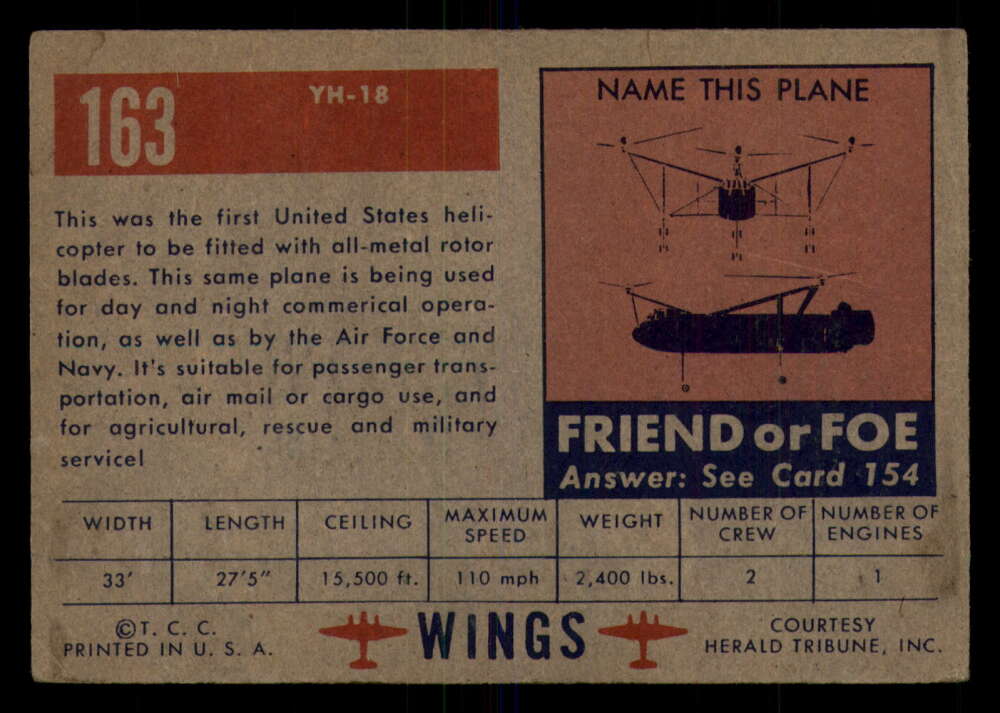 163
YH-18
This was the first United States heli-
copter to be fitted with all-metal rotor
blades. This same plane is being used
for day and night commerical opera-
tion, as well as by the Air Force and
Navy. It's suitable for passenger trans-
portation, air mail or cargo use, and
for agricultural, rescue and military
service!
NAME THIS PLANE
FRIEND or FOE
Answer: See Card 154
WIDTH LENGTH CEILING MAXIMUM SPEED WEIGHT NUMBER OF CREW NUMBER OF ENGINES
33' 27'5" 15,500 ft. 110 mph 2,400 lbs. 2 1
©T. C. C.
PRINTED IN U. S. A.
WINGS
COURTESY
HERALD TRIBUNE, INC.